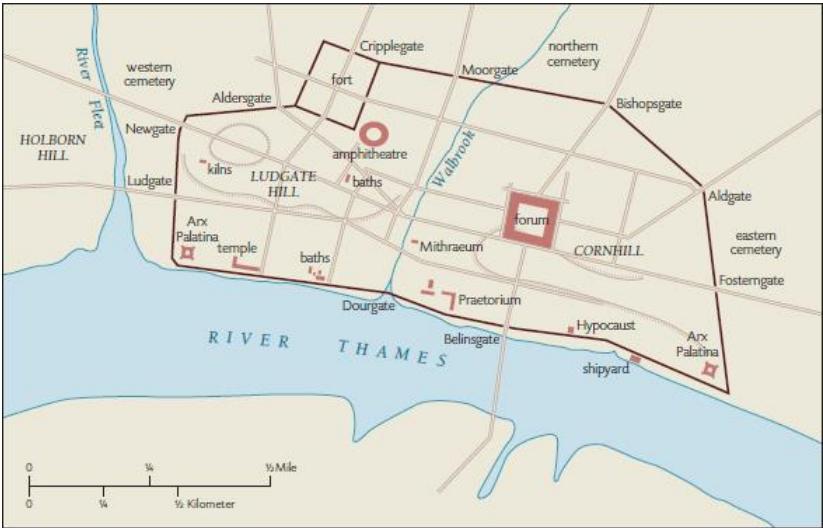 Cripplegate
northern
cemetery
western
cemetery
River Fleet
fort
Moorgate
Aldersgate
Bishopsgate
Newgate
HOLBORN
HILL
amphitheatre
Walbrook
kilns
LUDGATE
HILL
baths
Ludgate
Aldgate
Arx
Palatina
forum
temple
baths
Mithraeum
CORNHILL
eastern
cemetery
Fostern­gate
Dourgate
Praetorium
Belinsgate
Hypocaust
Arx
Palatina
shipyard
RIVER THAMES
0 ¼ ½ Mile
0 ¼ ½ Kilometer